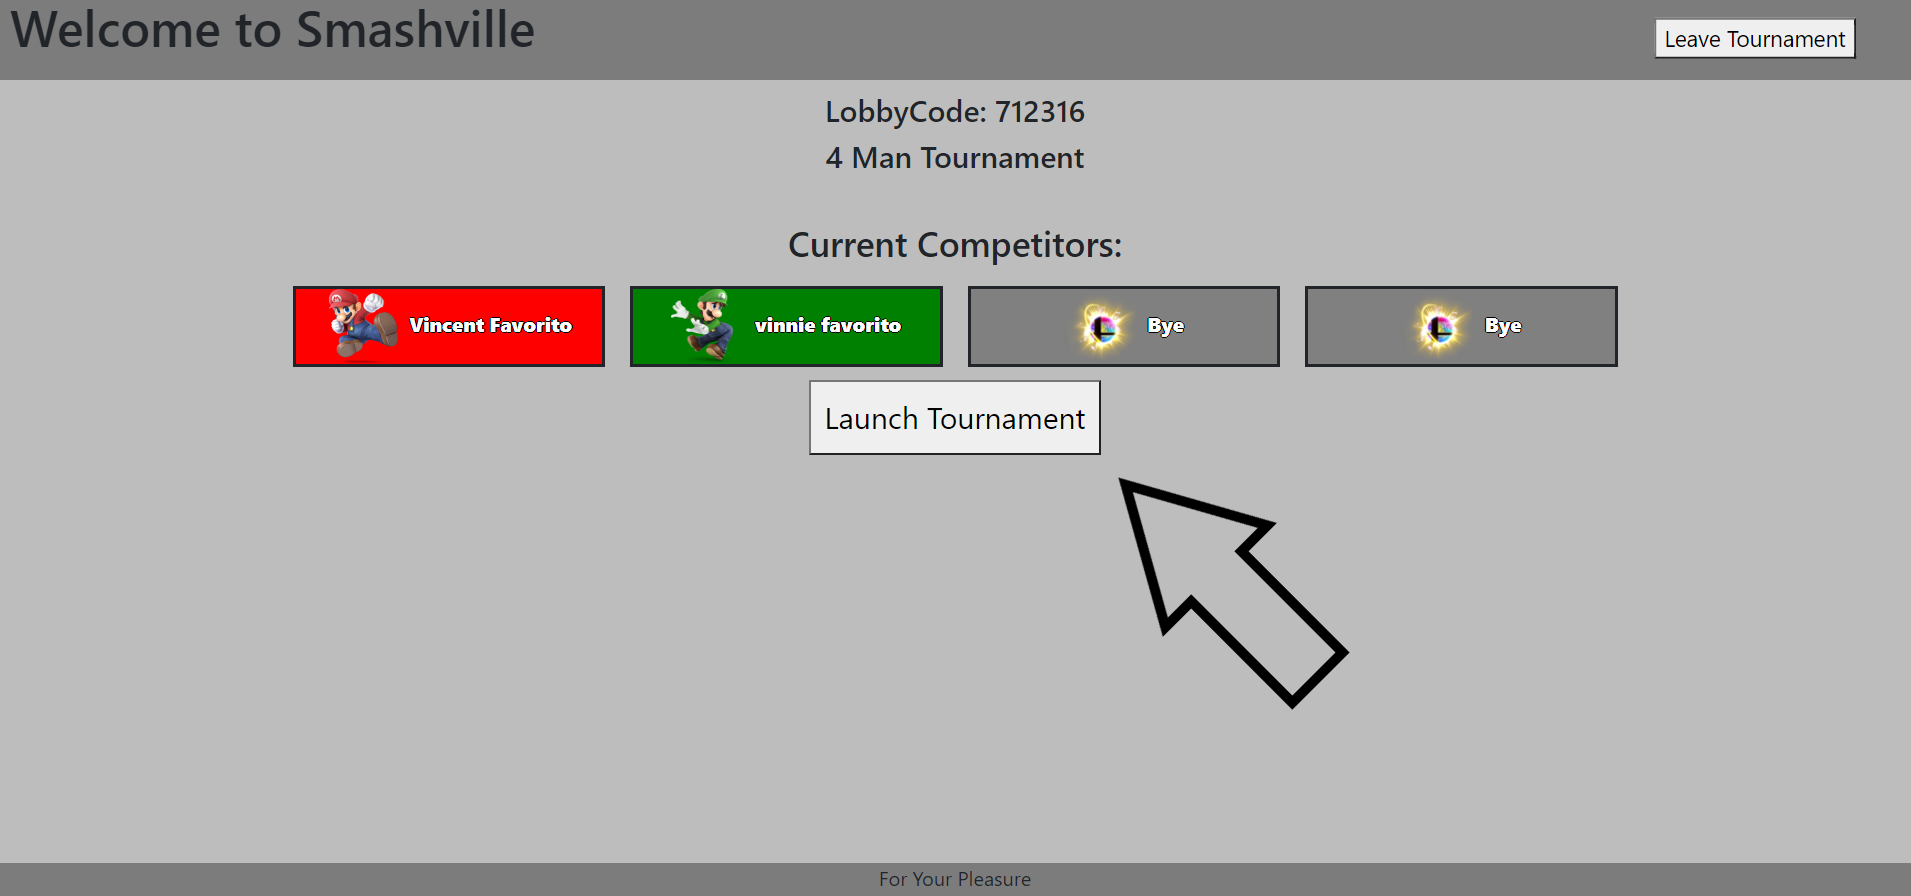 Welcome to Smashville
Leave Tournament
LobbyCode: 712316
4 Man Tournament
Current Competitors:
Vincent Favorito
vinnie favorito
Bye
Bye
Launch Tournament
For Your Pleasure